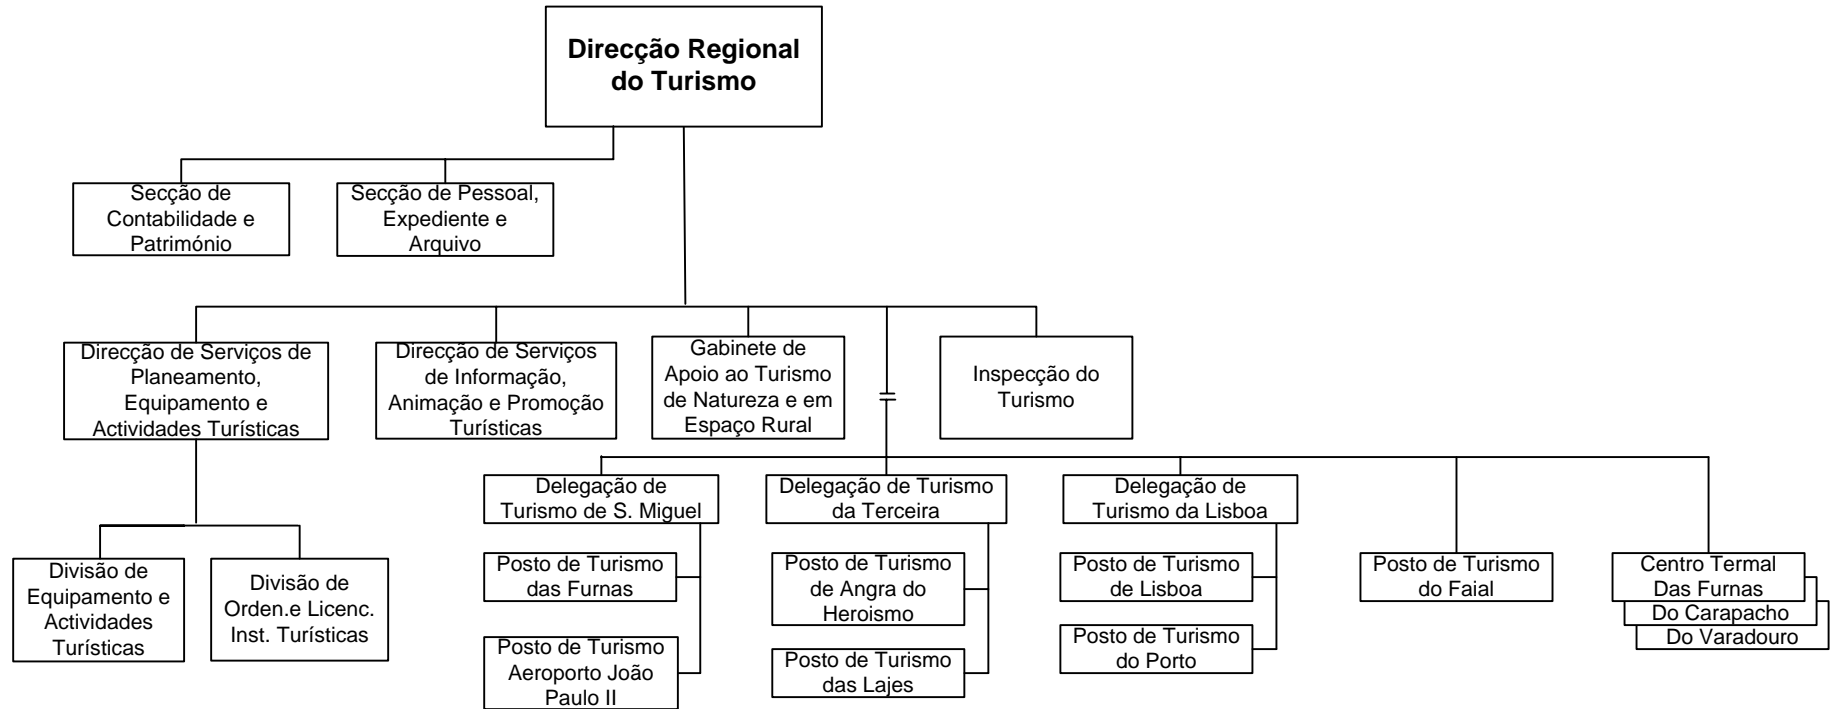 Direcção Regional
do Turismo
Secção de
Contabilidade e
Património
Secção de Pessoal,
Expediente e
Arquivo
Direcção de Serviços de
Planeamento,
Equipamento e
Actividades Turísticas
Direcção de Serviços
de Informação,
Animação e Promoção
Turísticas
Gabinete de
Apoio ao Turismo
de Natureza e em
Espaço Rural
Inspecção do
Turismo
Delegação de
Turismo de S. Miguel
Delegação de Turismo
da Terceira
Delegação de
Turismo da Lisboa
Divisão de
Equipamento e
Actividades
Turísticas
Divisão de
Orden.e Licenc.
Inst. Turísticas
Posto de Turismo
das Furnas
Posto de Turismo
Aeroporto João
Paulo II
Posto de Turismo
de Angra do
Heroismo
Posto de Turismo
das Lajes
Posto de Turismo
de Lisboa
Posto de Turismo
do Porto
Posto de Turismo
do Faial
Centro Termal
Das Furnas
Do Carapacho
Do Varadouro